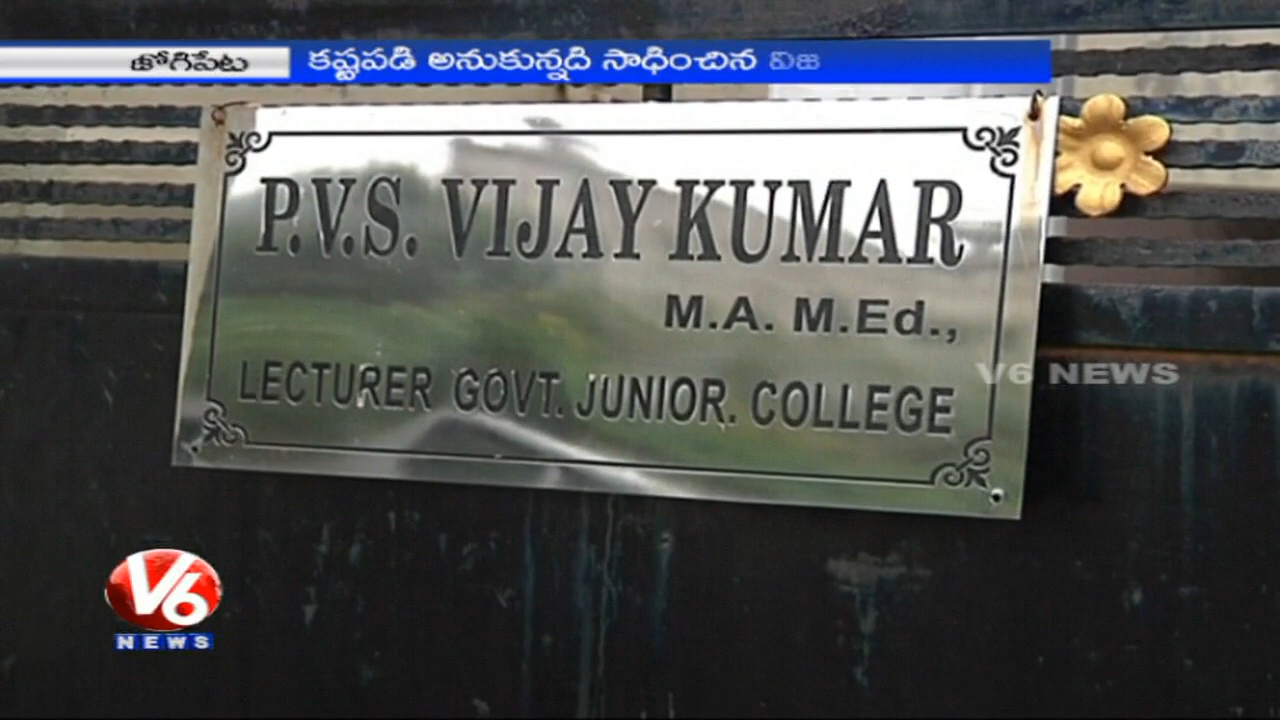 జోగిపేట
కష్టపడి అనుకున్నది సాధించిన విజ
P.V.S. VIJAY KUMAR
M.A. M.Ed.,
LECTURER GOVT. JUNIOR. COLLEGE
V6 NEWS
V6
NEWS